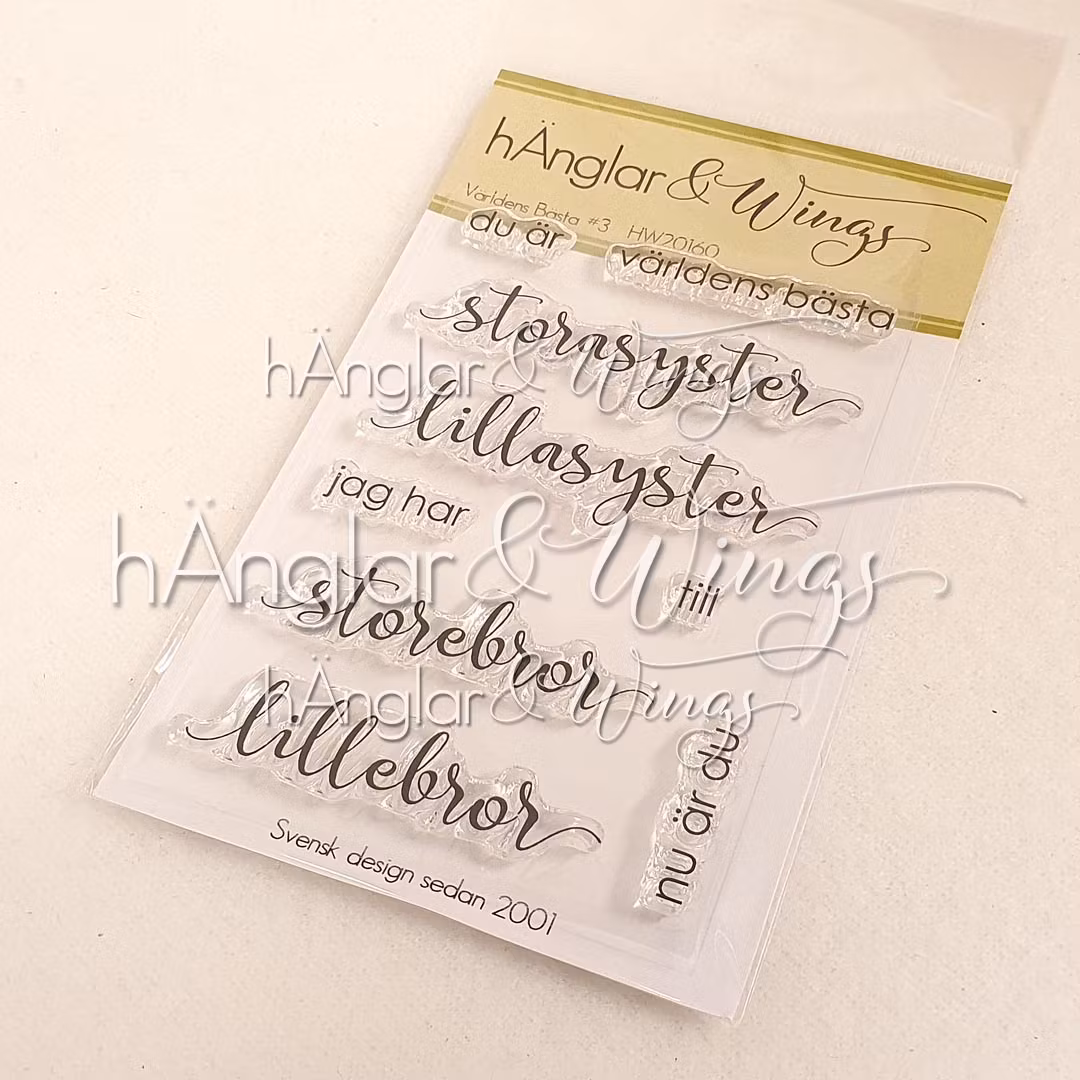 hÄnglar & Wings
Världens Bästa #3 HW20160
du är
världens bästa
storasyster
hÄnglar & Wings
lillasyster
jag har
hÄnglar & Wings
till
storebror
hÄnglar & Wings
lillebror
nu är du
Svensk design sedan 2001